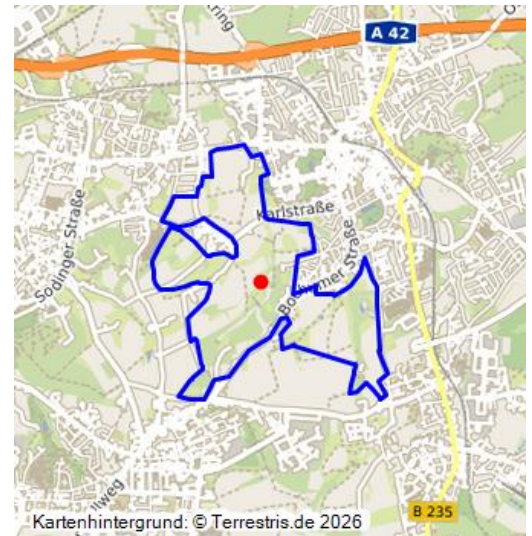 A 42
Karlstraße
Sodinger Straße
Bochumer Straße
B 235
Kartenhintergrund: © Terrestris.de 2026